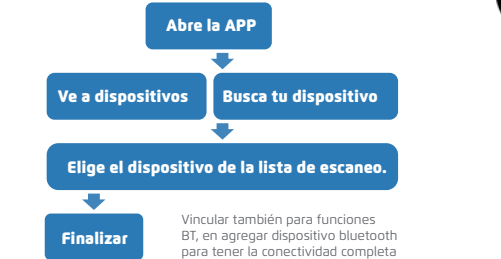 Abre la APP
Ve a dispositivos
Busca tu dispositivo
Elige el dispositivo de la lista de escaneo.
Finalizar
Vincular también para funciones
BT, en agregar dispositivo bluetooth
para tener la conectividad completa